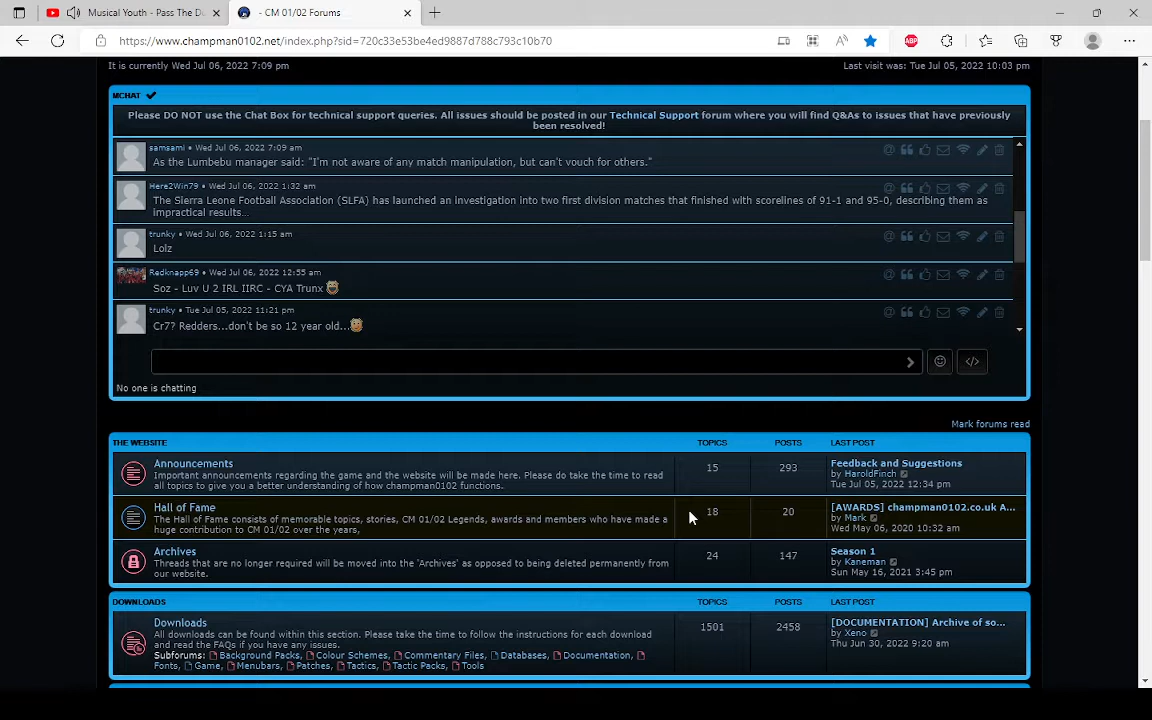 Musical Youth - Pass The Du
- CM 01/02 Forums
https://www.champman0102.net/index.php?sid=720c33e53be4ed9887d788c793c10b70
ABP
It is currently Wed Jul 06, 2022 7:09 pm
Last visit was: Tue Jul 05, 2022 10:03 pm
MCHAT
Please DO NOT use the Chat Box for technical support queries. All issues should be posted in our Technical Support forum where you will find Q&As to issues that have previously
been resolved!
samsami • Wed Jul 06, 2022 7:09 am
As the Lumbebu manager said: "I'm not aware of any match manipulation, but can't vouch for others."
Here2Win79 • Wed Jul 06, 2022 1:32 am
The Sierra Leone Football Association (SLFA) has launched an investigation into two first division matches that finished with scorelines of 91-1 and 95-0, describing them as
impractical results...
trunky • Wed Jul 06, 2022 1:15 am
Lolz
Redknapp69 • Wed Jul 06, 2022 12:55 am
Soz - Luv U 2 IRL IIRC - CYA Trunx
trunky • Tue Jul 05, 2022 11:21 pm
Cr7?? Redders...don't be so 12 year old...
No one is chatting
Mark forums read
THE WEBSITE TOPICS POSTS LAST POST
Announcements
Important announcements regarding the game and the website will be made here. Please do take the time to read
all topics to give you a better understanding of how champman0102 functions.
15 293
Feedback and Suggestions
by HaroldFinch
Tue Jul 05, 2022 12:34 pm
Hall of Fame
The Hall of Fame consists of memorable topics, stories, CM 01/02 Legends, awards and members who have made a
huge contribution to CM 01/02 over the years,
18 20
[AWARDS] champman0102.co.uk A...
by Mark
Wed May 06, 2020 10:32 am
Archives
Threads that are no longer required will be moved into the 'Archives' as opposed to being deleted permanently from
our website.
24 147
Season 1
by Kaneman
Sun May 16, 2021 3:45 pm
DOWNLOADS TOPICS POSTS LAST POST
Downloads
All downloads can be found within this section. Please take the time to follow the instructions for each download
and read the FAQs if you have any issues.
Subforums: Background Packs, Colour Schemes, Commentary Files, Databases, Documentation,
Fonts, Game, Menubars, Patches, Tactics, Tactic Packs, Tools
1501 2458
[DOCUMENTATION] Archive of so...
by Xeno
Thu Jun 30, 2022 9:20 am